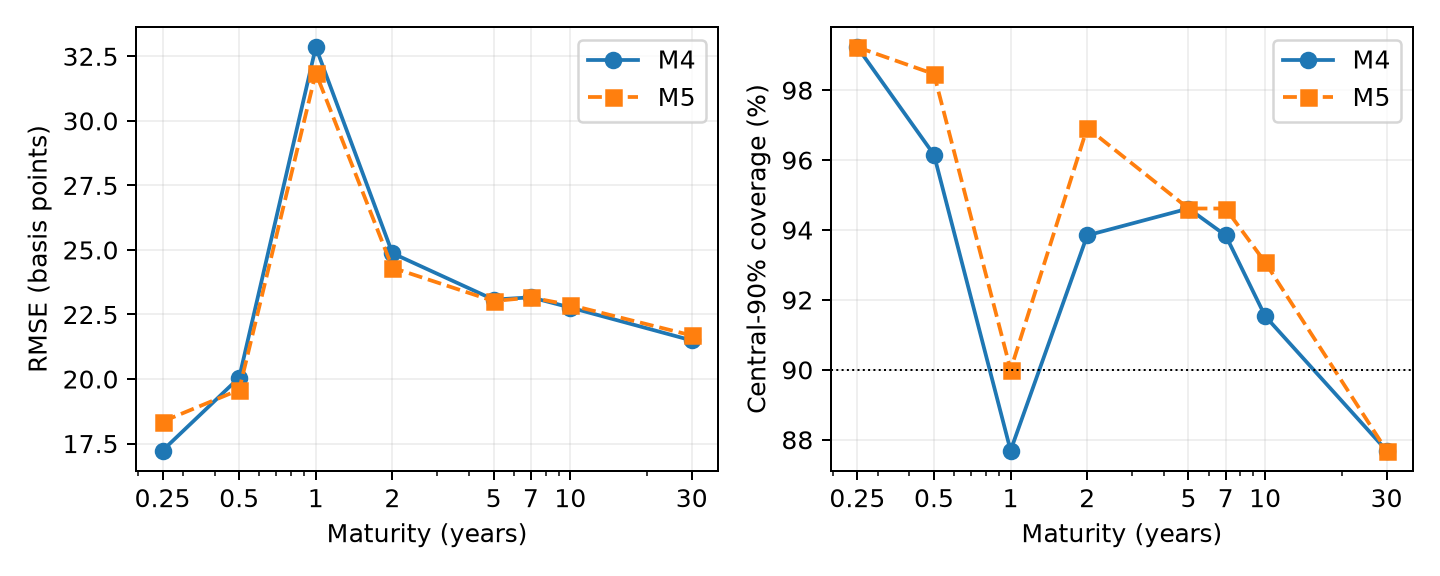 RMSE (basis points)
32.5
30.0
27.5
25.0
22.5
20.0
17.5
M4
M5
0.25 0.5 1 2 5 7 10 30
Maturity (years)
Central-90% coverage (%)
98
96
94
92
90
88
M4
M5
0.25 0.5 1 2 5 7 10 30
Maturity (years)